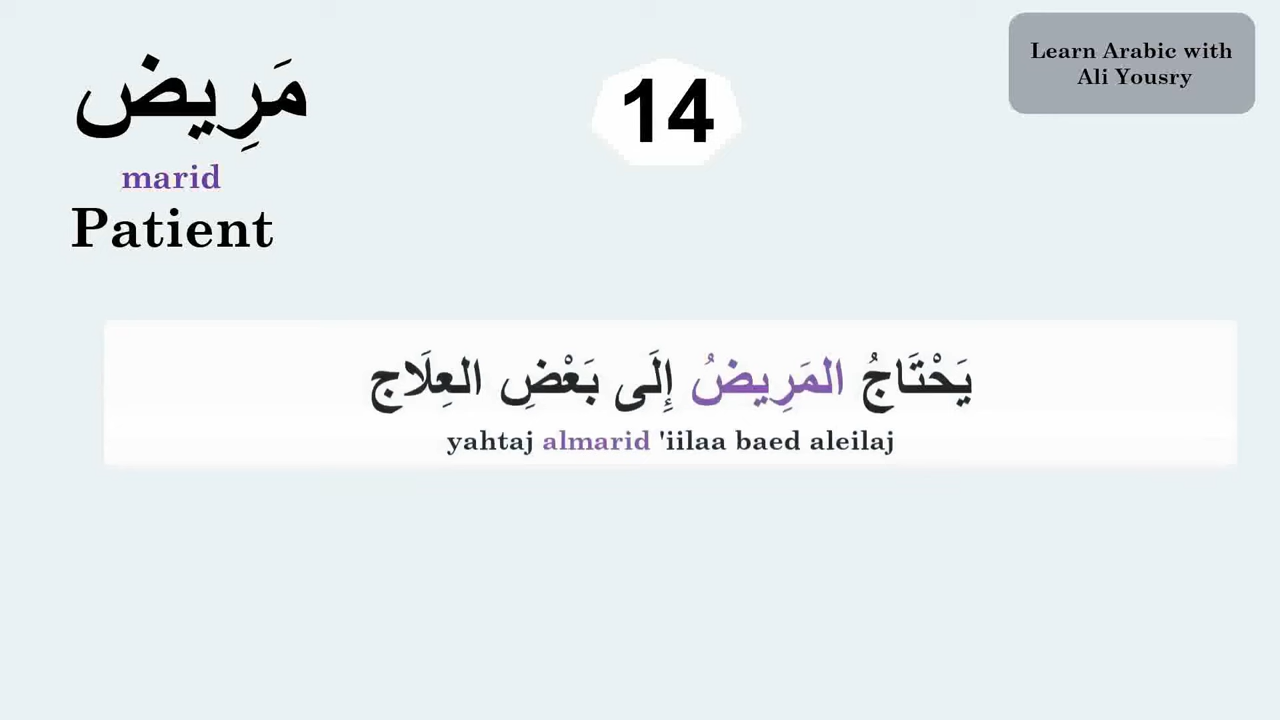 مَرِيض
marid
Patient
14
Learn Arabic with
Ali Yousry
يَحْتَاجُ المَرِيضُ إِلَى بَعْضِ العِلَاج
yahtaj almarid 'iilaa baed aleilaj